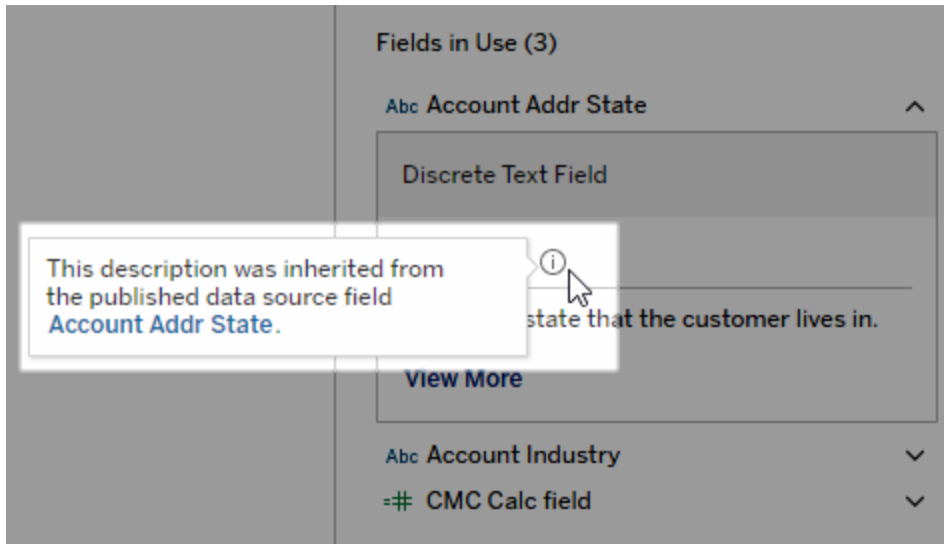 Fields in Use (3)
Abc Account Addr State
Discrete Text Field
This description was inherited from
the published data source field
Account Addr State.
state that the customer lives in.
View More
Abc Account Industry
=# CMC Calc field